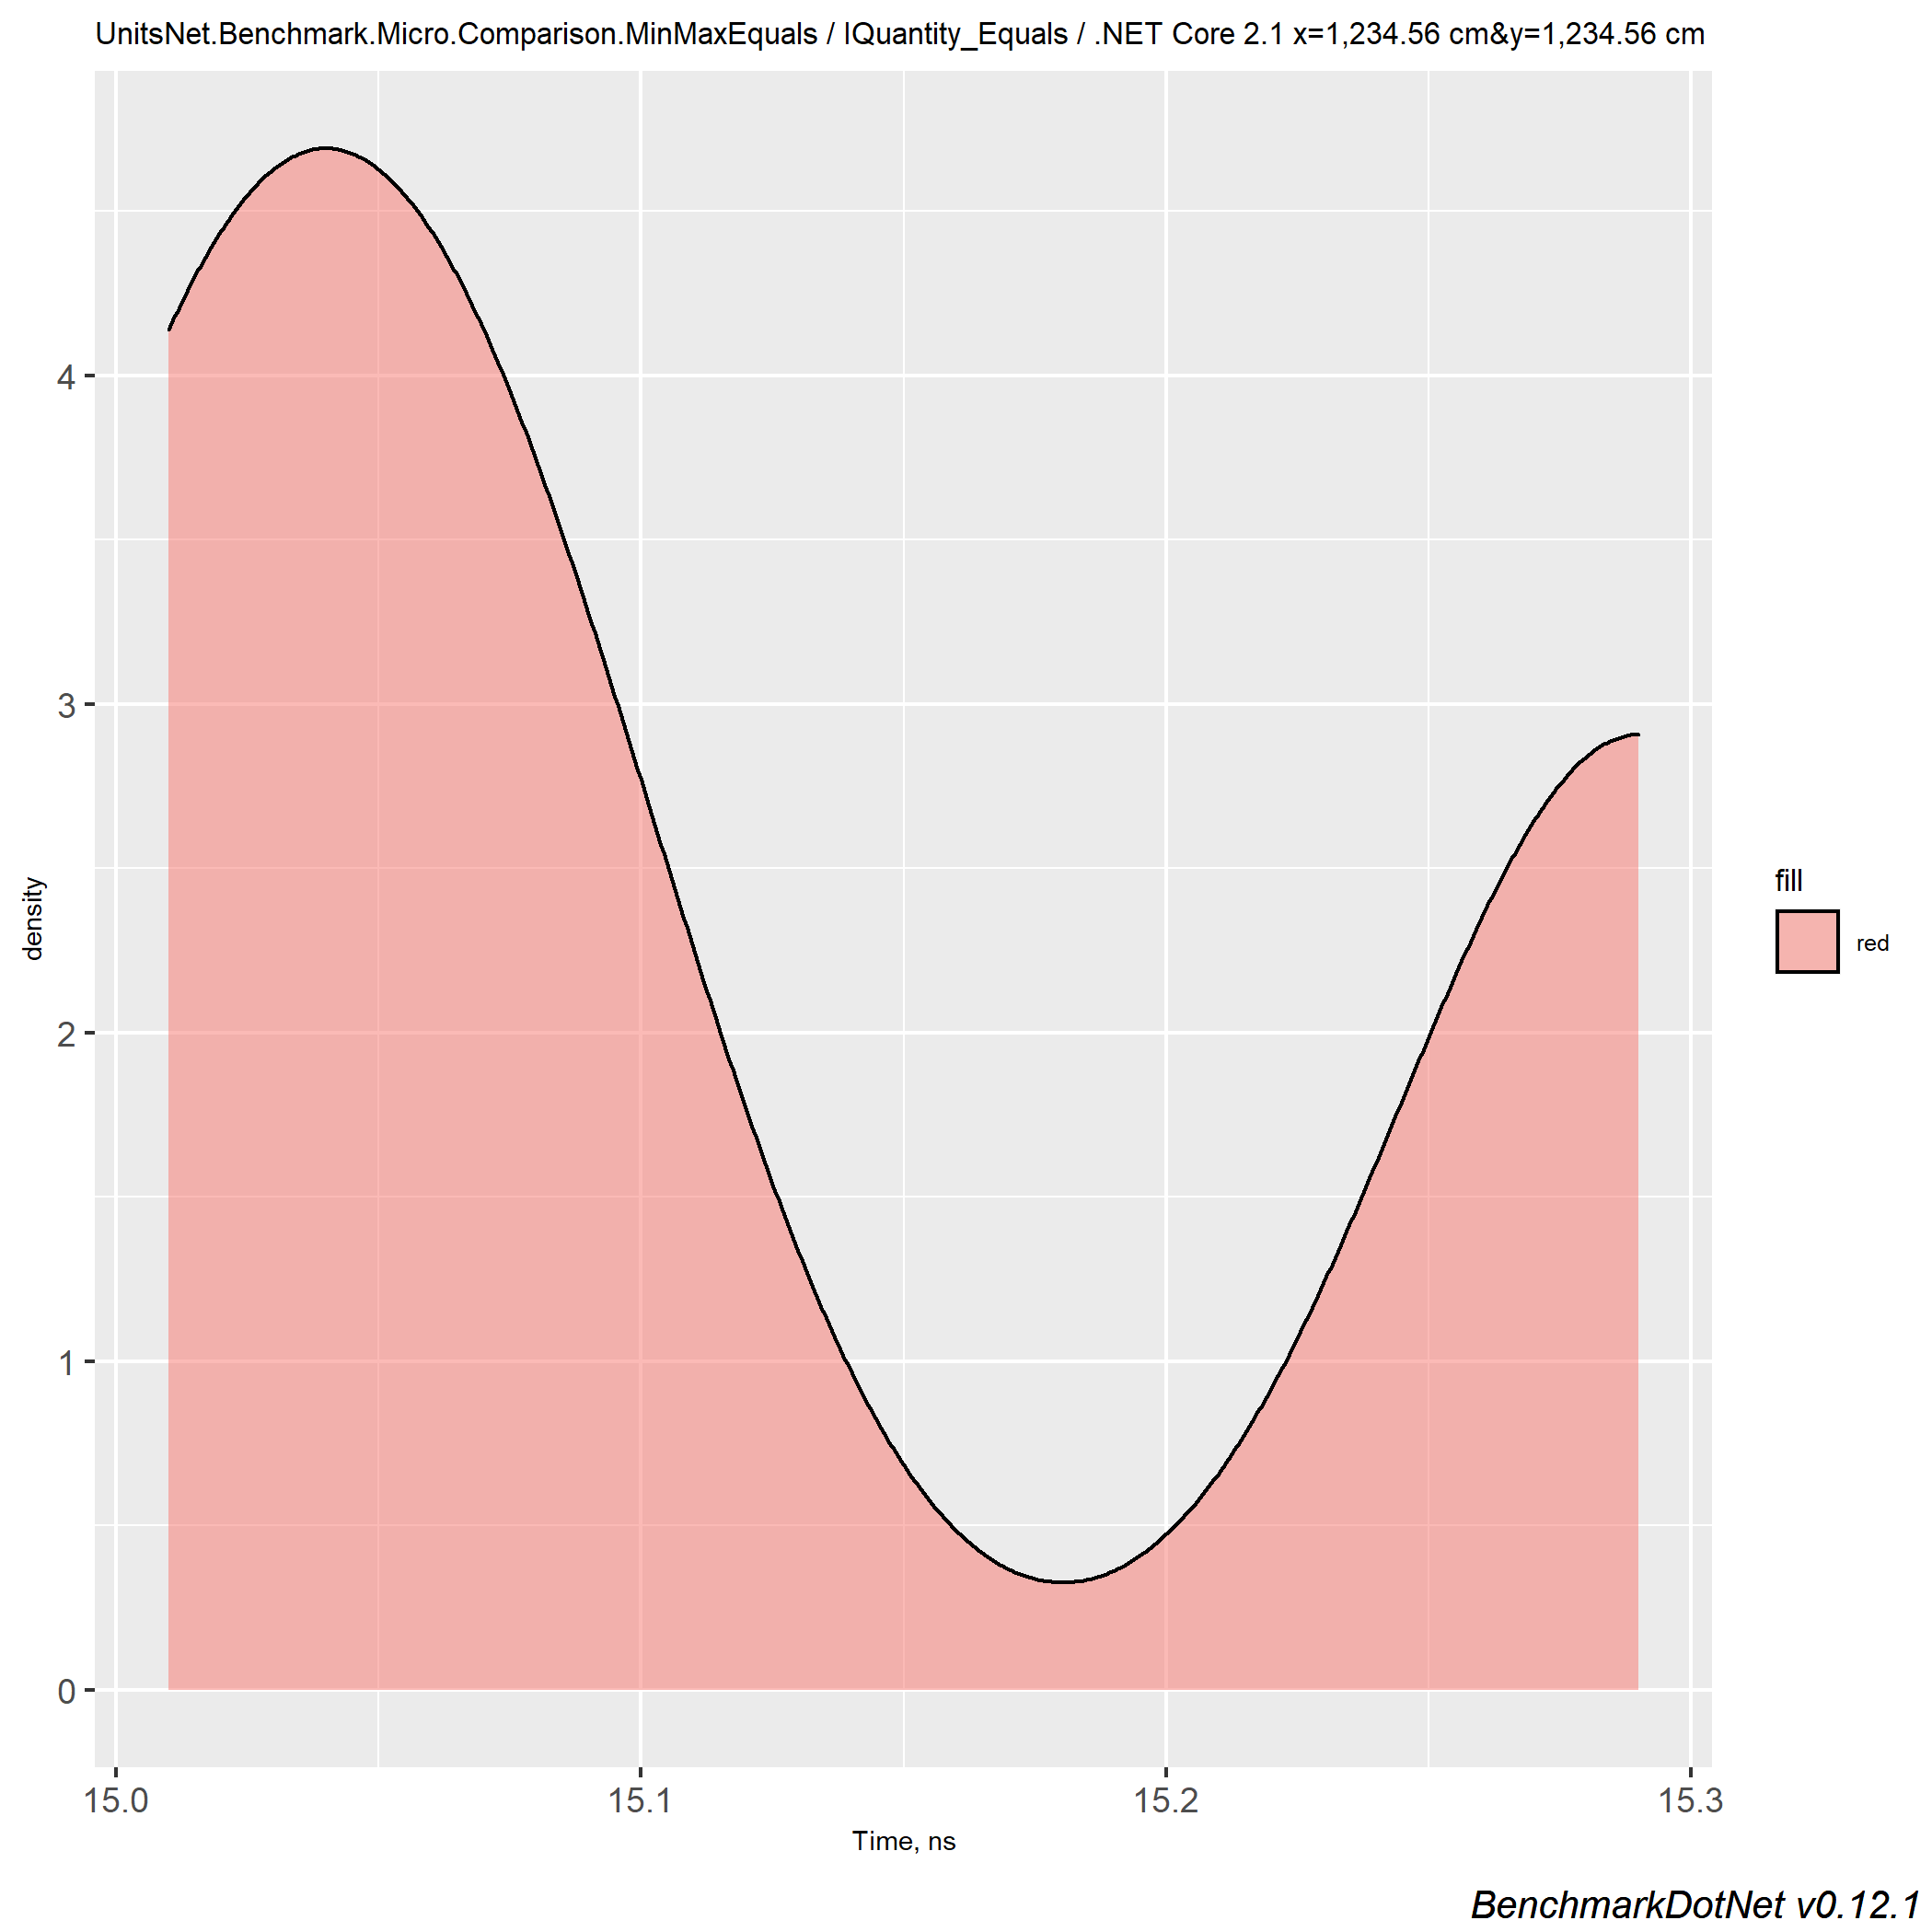 UnitsNet.Benchmark.Micro.Comparison.MinMaxEquals / IQuantity_Equals / .NET Core 2.1 x=1,234.56 cm&y=1,234.56 cm
4
3
2
1
0
density
15.0 15.1 15.2 15.3
Time, ns
fill
red
BenchmarkDotNet v0.12.1